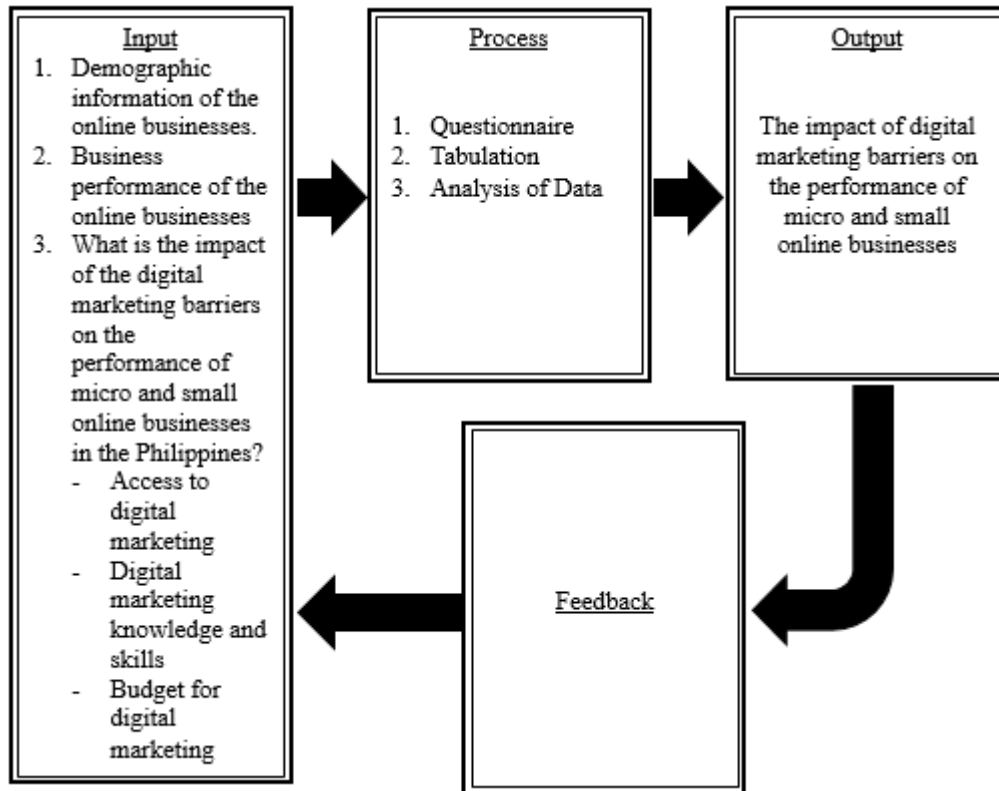 Input
1. Demographic
information of the
online businesses.
2. Business
performance of the
online businesses
3. What is the impact
of the digital
marketing barriers
on the
performance of
micro and small
online businesses
in the Philippines?
- Access to
digital
marketing
- Digital
marketing
knowledge and
skills
- Budget for
digital
marketing
Process
1. Questionnaire
2. Tabulation
3. Analysis of Data
Output
The impact of digital
marketing barriers on
the performance of
micro and small
online businesses
Feedback